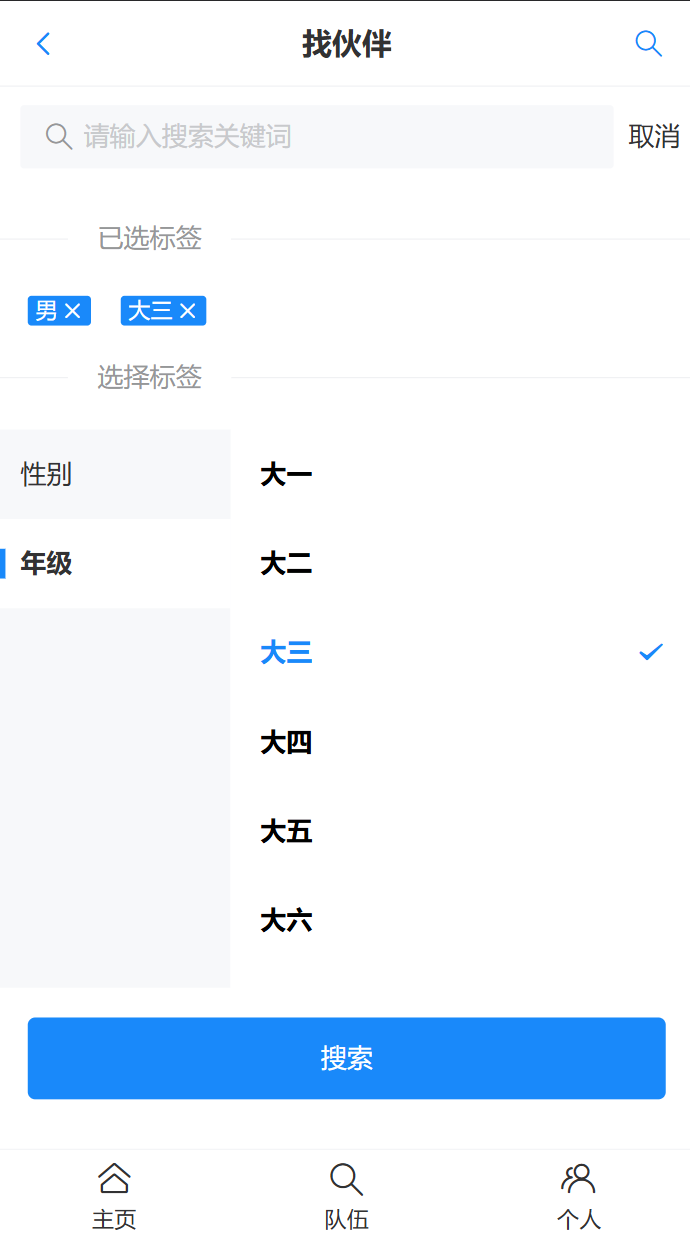 找伙伴
请输入搜索关键词 取消
已选标签
男 大三
选择标签
性别 大一
年级 大二
大三
大四
大五
大六
搜索
主页 队伍 个人